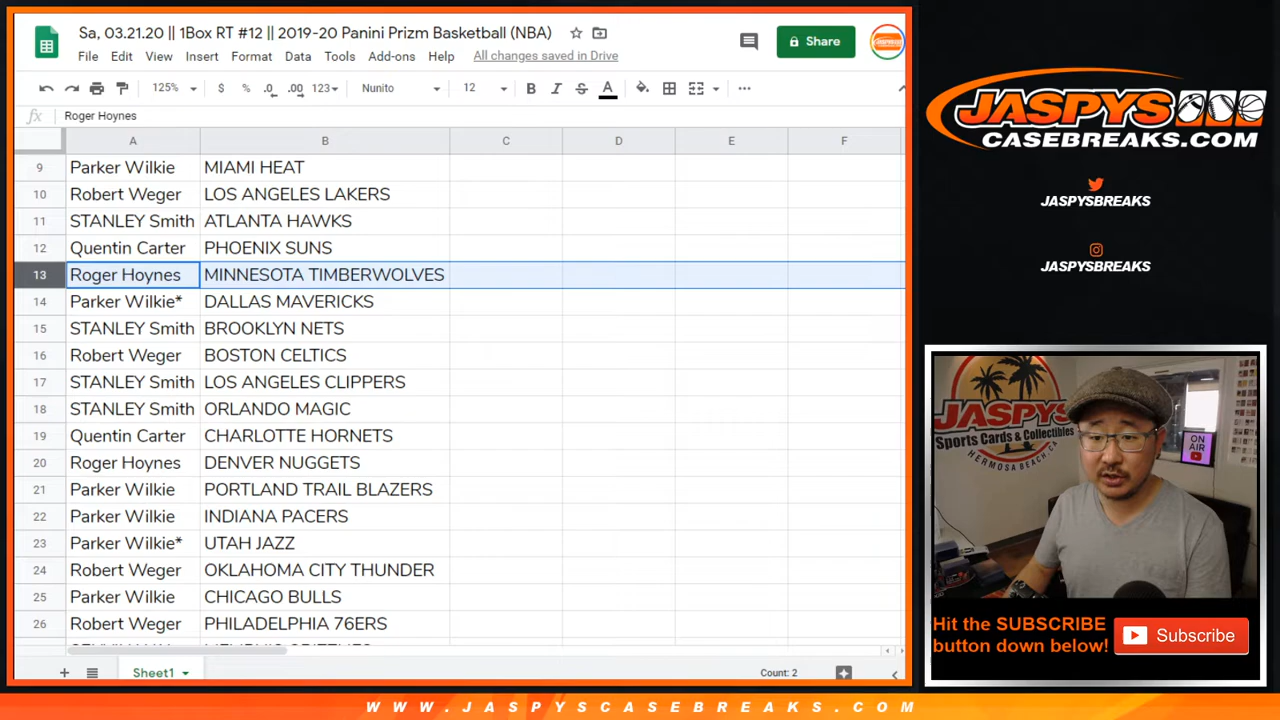 Sa, 03.21.20 || 1Box RT #12 || 2019-20 Panini Prizm Basketball (NBA)
File Edit View Insert Format Data Tools Add-ons Help All changes saved in Drive
Share
125% $ % .0 .00 123 Nunito 12 B I S A
fx Roger Hoynes
A B C D E F
9 Parker Wilkie MIAMI HEAT
10 Robert Weger LOS ANGELES LAKERS
11 STANLEY Smith ATLANTA HAWKS
12 Quentin Carter PHOENIX SUNS
13 Roger Hoynes MINNESOTA TIMBERWOLVES
14 Parker Wilkie* DALLAS MAVERICKS
15 STANLEY Smith BROOKLYN NETS
16 Robert Weger BOSTON CELTICS
17 STANLEY Smith LOS ANGELES CLIPPERS
18 STANLEY Smith ORLANDO MAGIC
19 Quentin Carter CHARLOTTE HORNETS
20 Roger Hoynes DENVER NUGGETS
21 Parker Wilkie PORTLAND TRAIL BLAZERS
22 Parker Wilkie INDIANA PACERS
23 Parker Wilkie* UTAH JAZZ
24 Robert Weger OKLAHOMA CITY THUNDER
25 Parker Wilkie CHICAGO BULLS
26 Robert Weger PHILADELPHIA 76ERS
Sheet1 Count: 2
JASPYS
CASEBREAKS.COM
JASPYSBREAKS
JASPYSBREAKS
JASPYS
Sports Cards & Collectibles
HERMOSA BEACH, CA
ON AIR
Hit the SUBSCRIBE
button down below!
Subscribe
WWW.JASPYSCASEBREAKS.COM